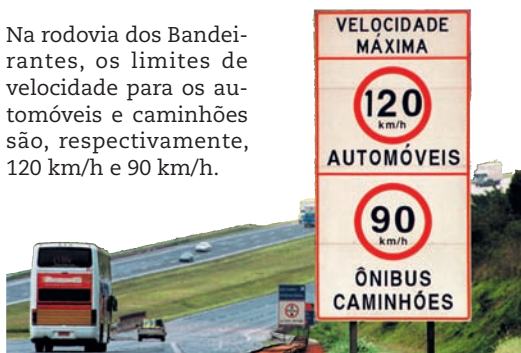 Na rodovia dos Bandei-
rantes, os limites de
velocidade para os au-
tomóveis e caminhões
são, respectivamente,
120 km/h e 90 km/h.
VELOCIDADE
MÁXIMA
120
km/h
AUTOMÓVEIS
90
km/h
ÔNIBUS
CAMINHÓES